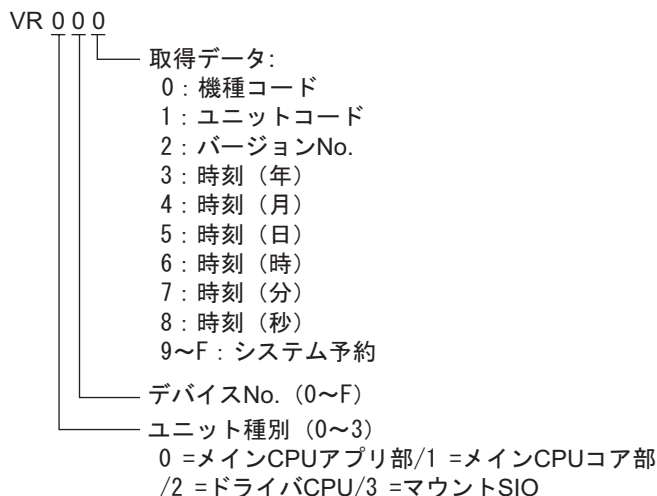 VR 0 0 0
取得データ:
0：機種コード
1：ユニットコード
2：バージョンNo.
3：時刻（年）
4：時刻（月）
5：時刻（日）
6：時刻（時）
7：時刻（分）
8：時刻（秒）
9～F：システム予約
デバイスNo.（0～F）
ユニット種別（0～3）
0 =メインCPUアプリ部/1 =メインCPUコア部
/2 =ドライバCPU/3 =マウントSIO